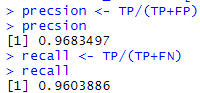 > precsion <- TP/(TP+FP)
> precsion
[1] 0.9683497
> recall <- TP/(TP+FN)
> recall
[1] 0.9603886